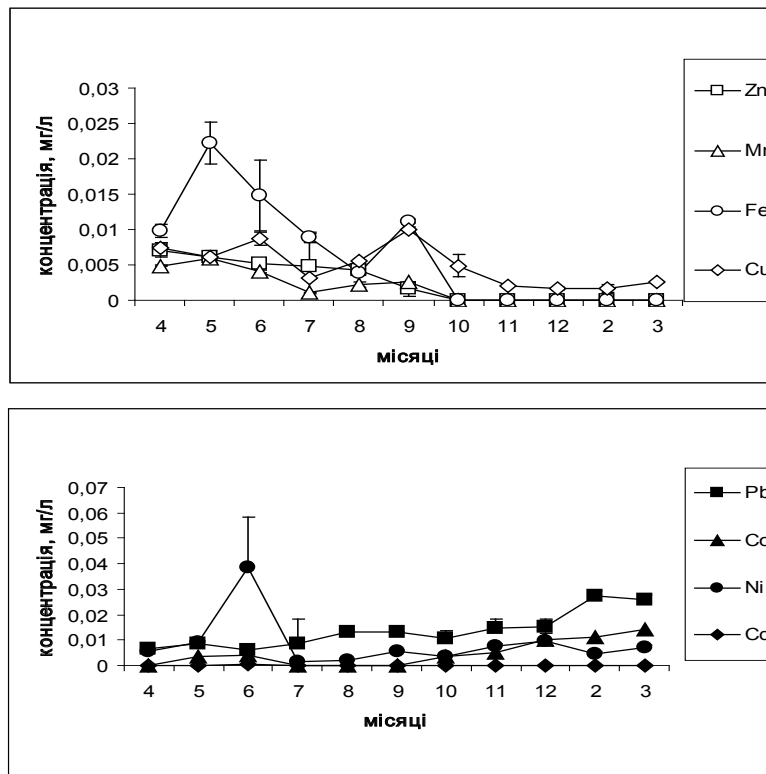 0,03
0,025
0,02
0,015
0,01
0,005
0
концентрація, мг/л
4 5 6 7 8 9 10 11 12 2 3
місяці
Zn
Fe
Cu
0,07
0,06
0,05
0,04
0,03
0,02
0,01
0
концентрація, мг/л
4 5 6 7 8 9 10 11 12 2 3
місяці
Pb
Ni